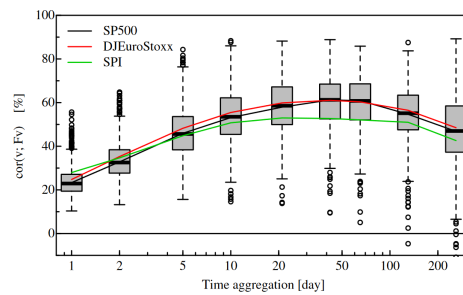 100
80
60
40
20
0
cor(v; Fv) [%]
SP500
DJEuroStoxx
SPI
1 2 5 10 20 50 100 200
Time aggregation [day]